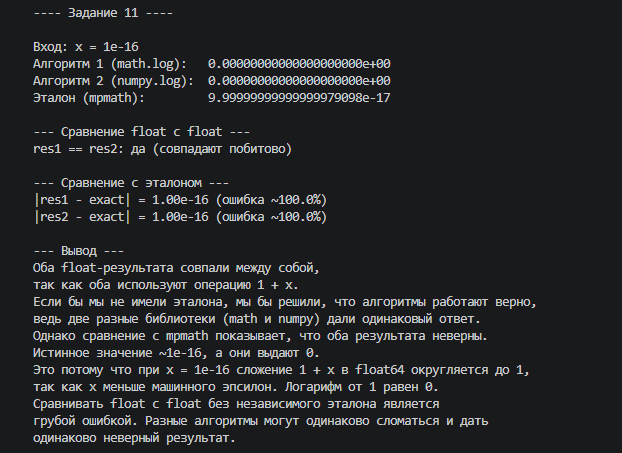 ---- Задание 11 ----
Вход: x = 1e-16
Алгоритм 1 (math.log):   0.00000000000000000000e+00
Алгоритм 2 (numpy.log):  0.00000000000000000000e+00
Эталон (mpmath):         9.99999999999999979098e-17
--- Сравнение float с float ---
res1 == res2: да (совпадают побитово)
--- Сравнение с эталоном ---
|res1 - exact| = 1.00e-16 (ошибка ~100.0%)
|res2 - exact| = 1.00e-16 (ошибка ~100.0%)
--- Вывод ---
Оба float-результата совпали между собой,
так как оба используют операцию 1 + x.
Если бы мы не имели эталона, мы бы решили, что алгоритмы работают верно,
ведь две разные библиотеки (math и numpy) дали одинаковый ответ.
Однако сравнение с mpmath показывает, что оба результата неверны.
Истинное значение ~1e-16, а они выдают 0.
Это потому что при x = 1e-16 сложение 1 + x в float64 округляется до 1,
так как x меньше машинного эпсилон. Логарифм от 1 равен 0.
Сравнивать float с float без независимого эталона является
грубой ошибкой. Разные алгоритмы могут одинаково сломаться и дать
одинаково неверный результат.